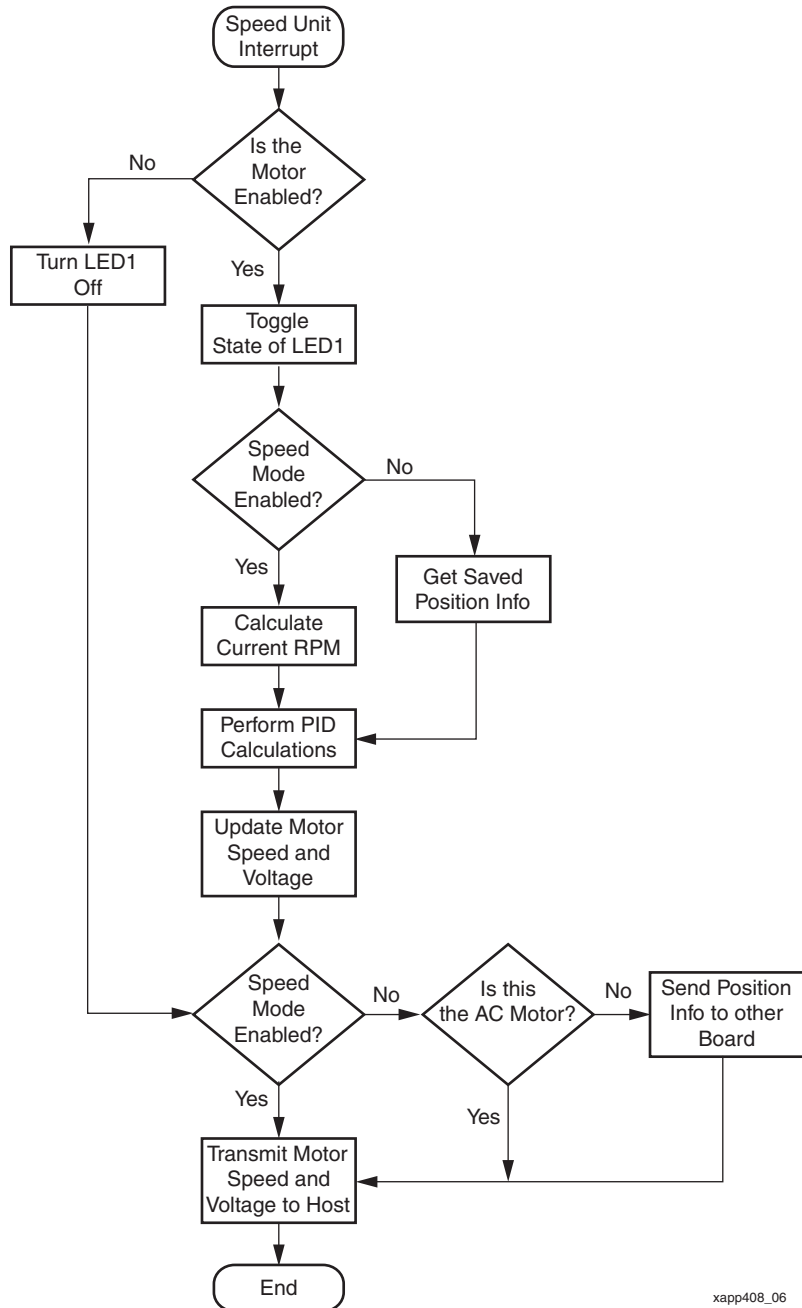 Speed Unit
Interrupt
Is the
Motor
Enabled?
No
Yes
Turn LED1
Off
Toggle
State of LED1
Speed
Mode
Enabled?
No
Yes
Get Saved
Position Info
Calculate
Current RPM
Perform PID
Calculations
Update Motor
Speed and
Voltage
Speed
Mode
Enabled?
No
Yes
Is this
the AC Motor?
No
Yes
Send Position
Info to other
Board
Transmit Motor
Speed and
Voltage to Host
End
xapp408_06